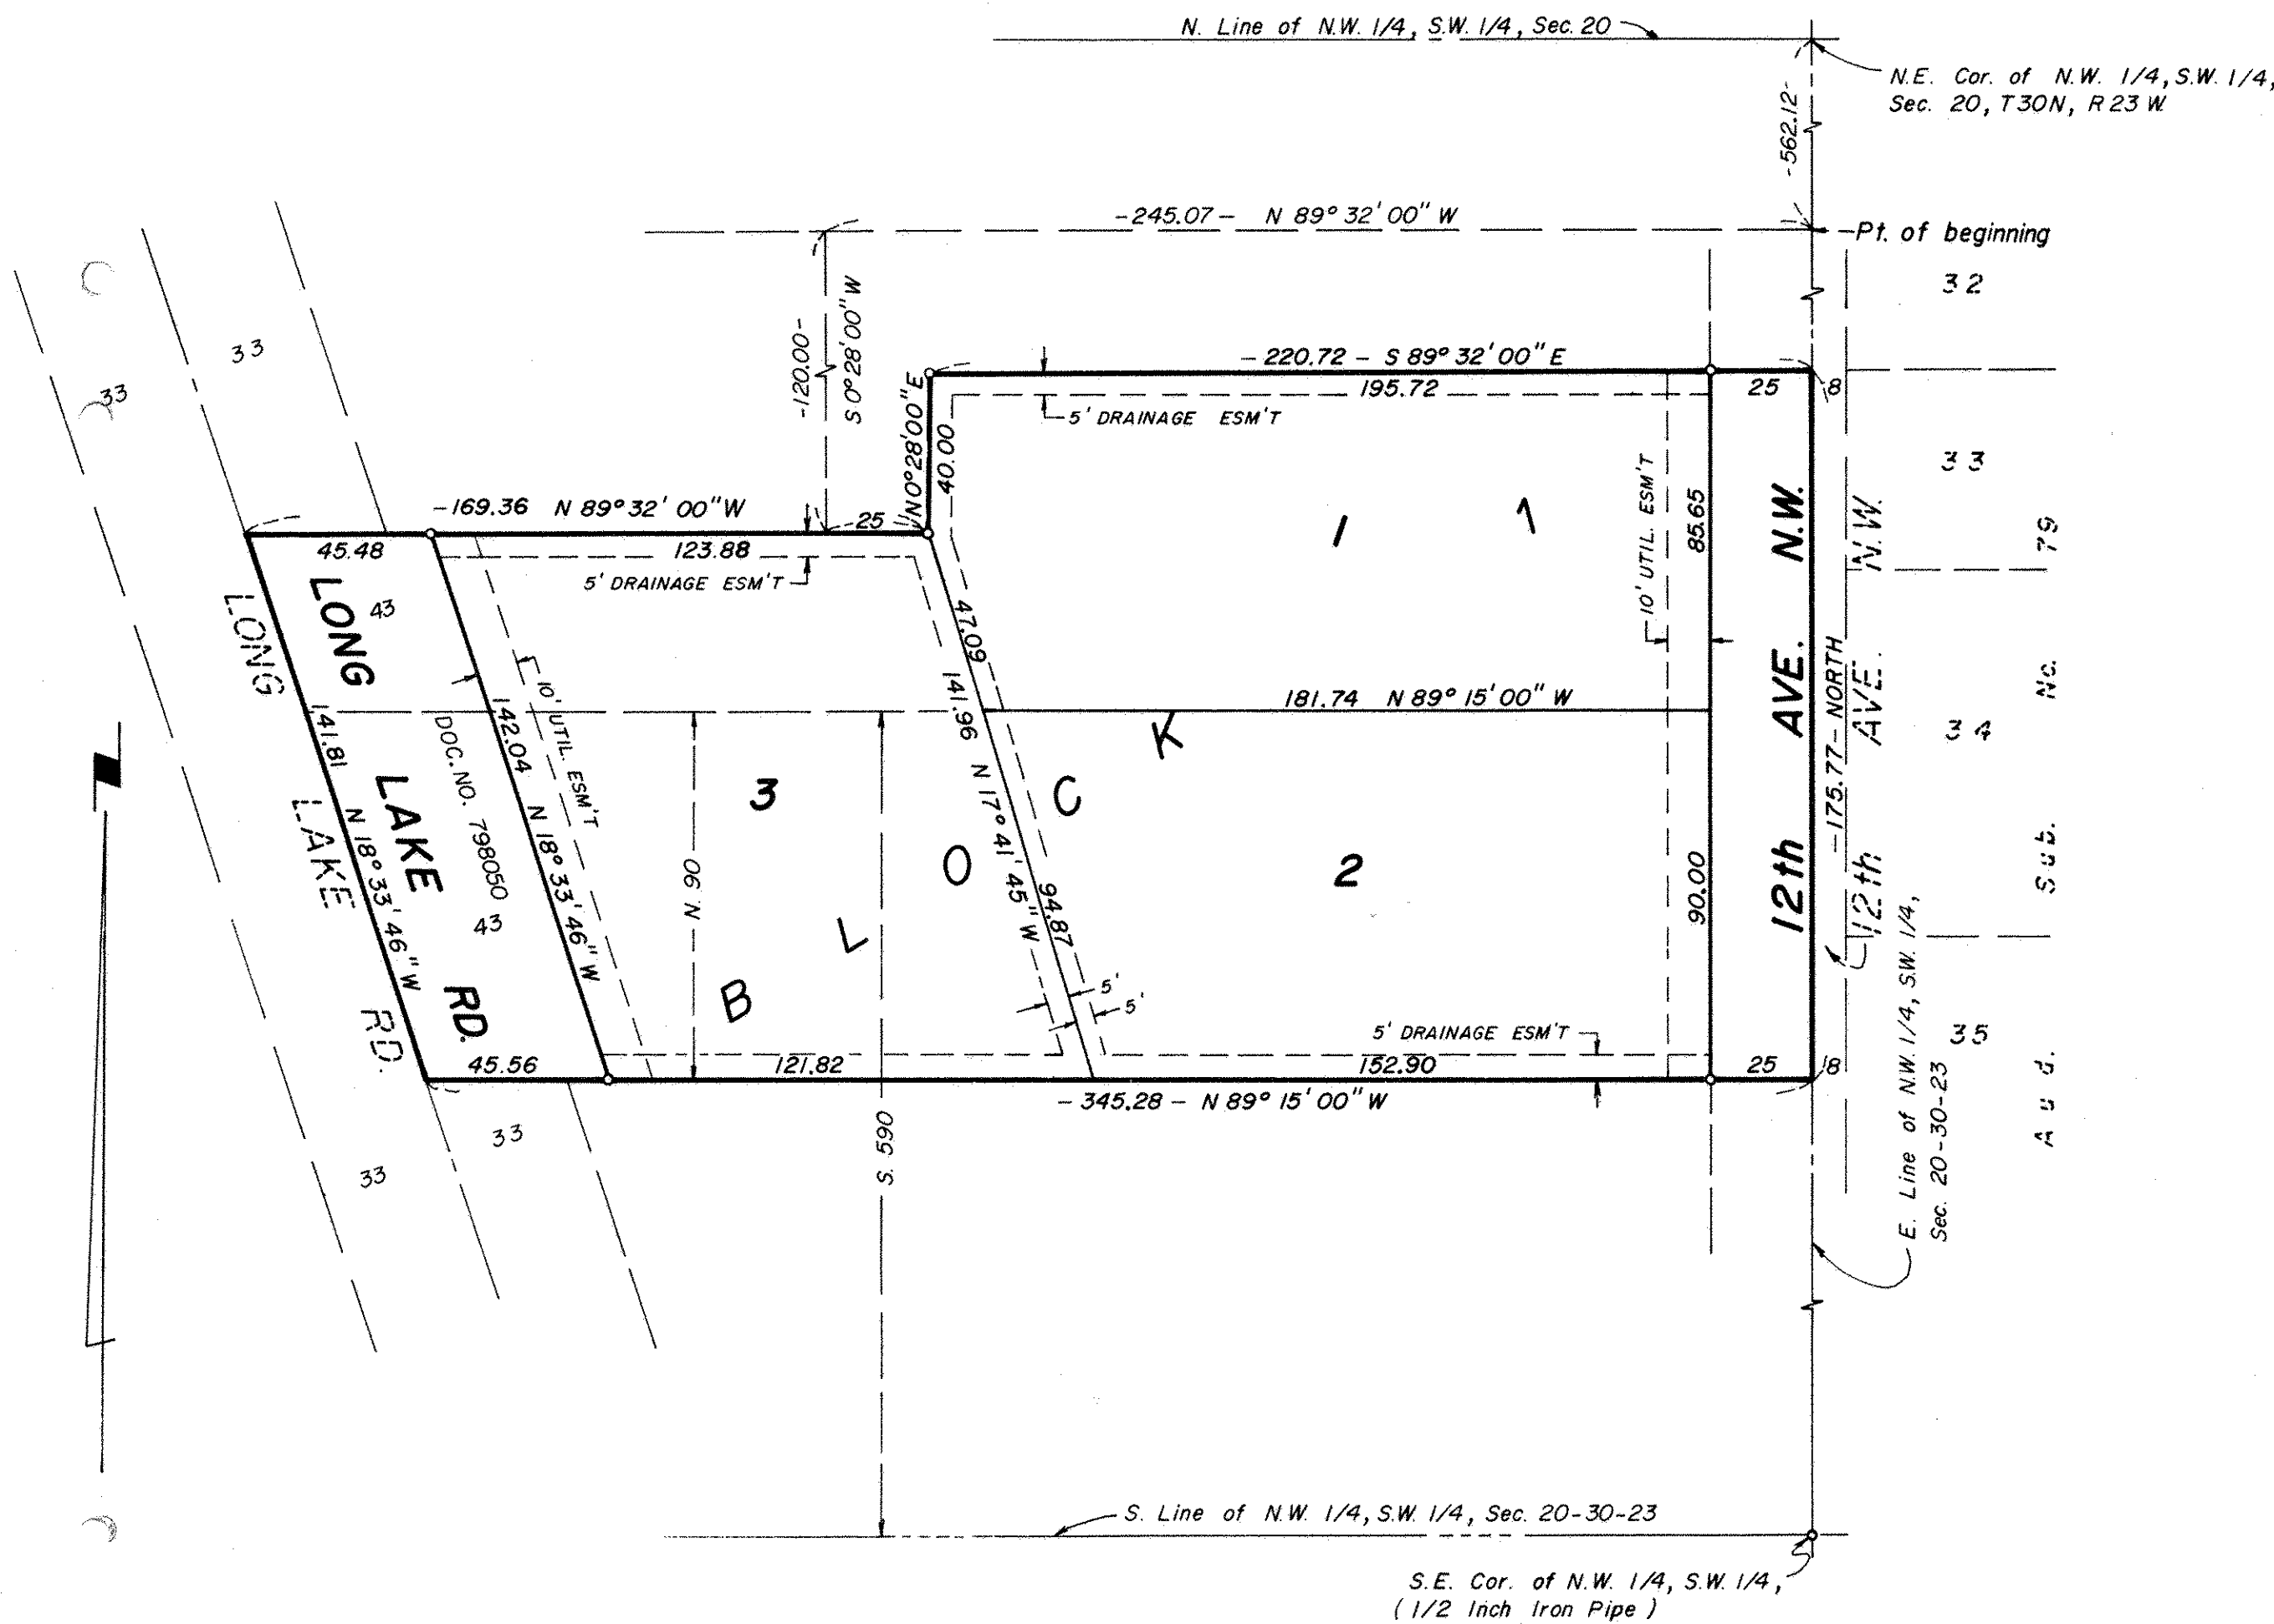 N. Line of N.W. 1/4, S.W. 1/4, Sec. 20
N.E. Cor. of N.W. 1/4, S.W. 1/4,
Sec. 20, T30N, R23 W.
-562.12-
-245.07- N 89° 32' 00" W
Pt. of beginning
32
-120.00-
S 0° 28' 00" W
33
33
-220.72 - S 89° 32' 00" E
195.72
25
8
5' DRAINAGE ESM'T
N 0° 28' 00" E
40.00
-169.36 N 89° 32' 00" W
25
45.48
123.88
5' DRAINAGE ESM'T
10' UTIL. ESM'T
85.65
1
1
33
LONG LAKE RD.
43
LONG LAKE RD.
43
141.81 N 18° 33' 46" W
DOC. NO. 798050
142.04 N 18° 33' 46" W
10' UTIL. ESM'T
47.09
141.96 N 17° 41' 45" W
94.87
181.74 N 89° 15' 00" W
BLOCK
3
2
N. 90
90.00
12th AVE. N.W.
-175.77- NORTH
12th AVE. N.W.
34
35
Aud. Sub. No. 79
5'
5'
5' DRAINAGE ESM'T
45.56
121.82
152.90
25
8
-345.28 - N 89° 15' 00" W
33
33
S. 590
E. Line of N.W. 1/4, S.W. 1/4,
Sec. 20-30-23
S. Line of N.W. 1/4, S.W. 1/4, Sec. 20-30-23
S.E. Cor. of N.W. 1/4, S.W. 1/4,
( 1/2 Inch Iron Pipe )